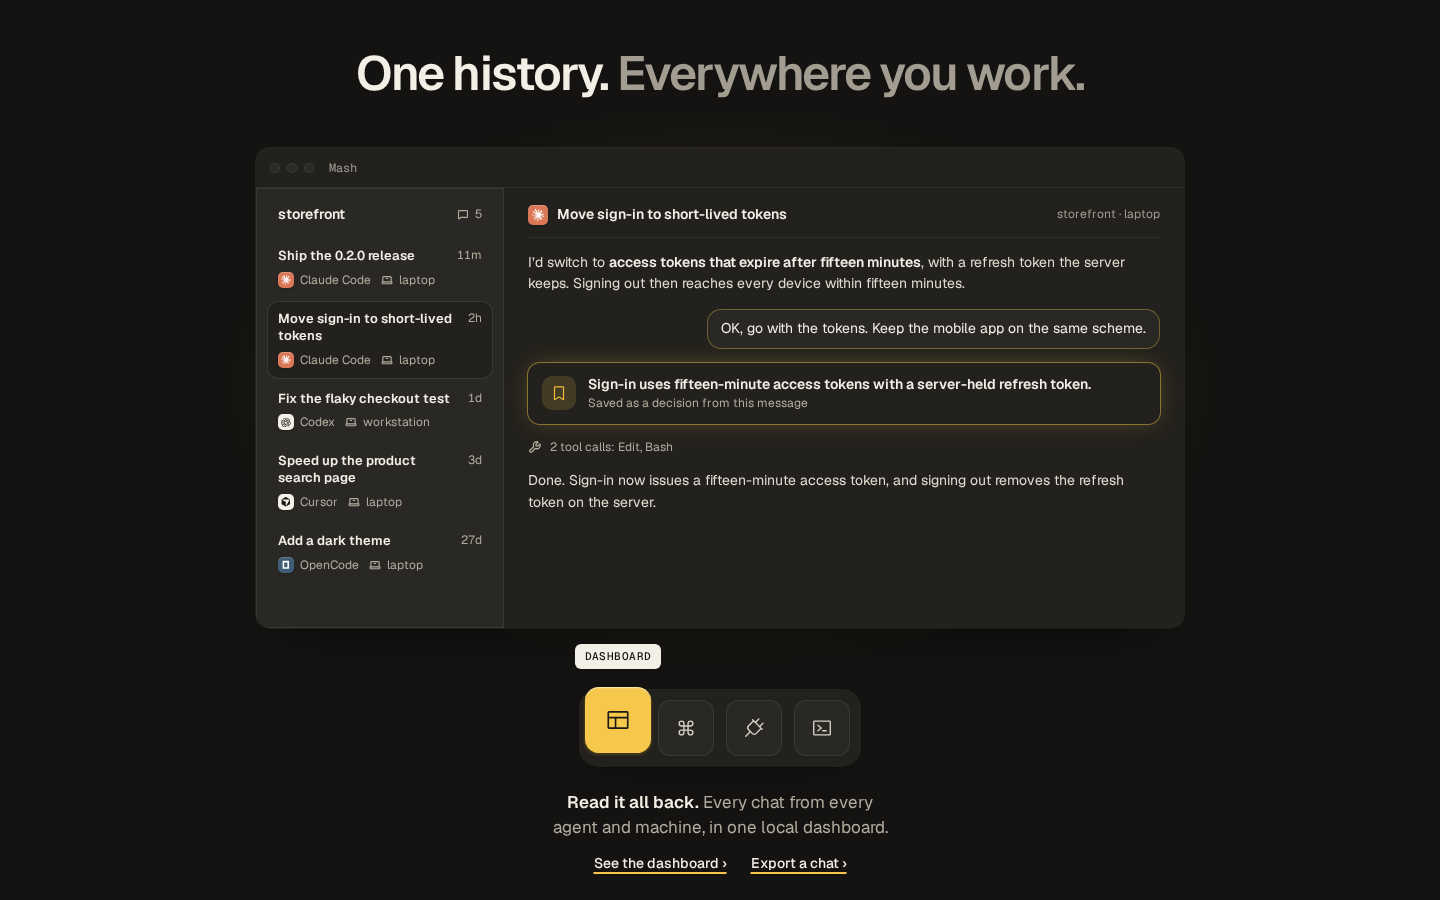 One history. Everywhere you work.
Mash
storefront 5
Ship the 0.2.0 release 11m
Claude Code laptop
Move sign-in to short-lived 2h
tokens
Claude Code laptop
Fix the flaky checkout test 1d
Codex workstation
Speed up the product 3d
search page
Cursor laptop
Add a dark theme 27d
OpenCode laptop
Move sign-in to short-lived tokens storefront · laptop
I'd switch to access tokens that expire after fifteen minutes, with a refresh token the server
keeps. Signing out then reaches every device within fifteen minutes.
OK, go with the tokens. Keep the mobile app on the same scheme.
Sign-in uses fifteen-minute access tokens with a server-held refresh token.
Saved as a decision from this message
2 tool calls: Edit, Bash
Done. Sign-in now issues a fifteen-minute access token, and signing out removes the refresh
token on the server.
DASHBOARD
Read it all back. Every chat from every
agent and machine, in one local dashboard.
See the dashboard › Export a chat ›